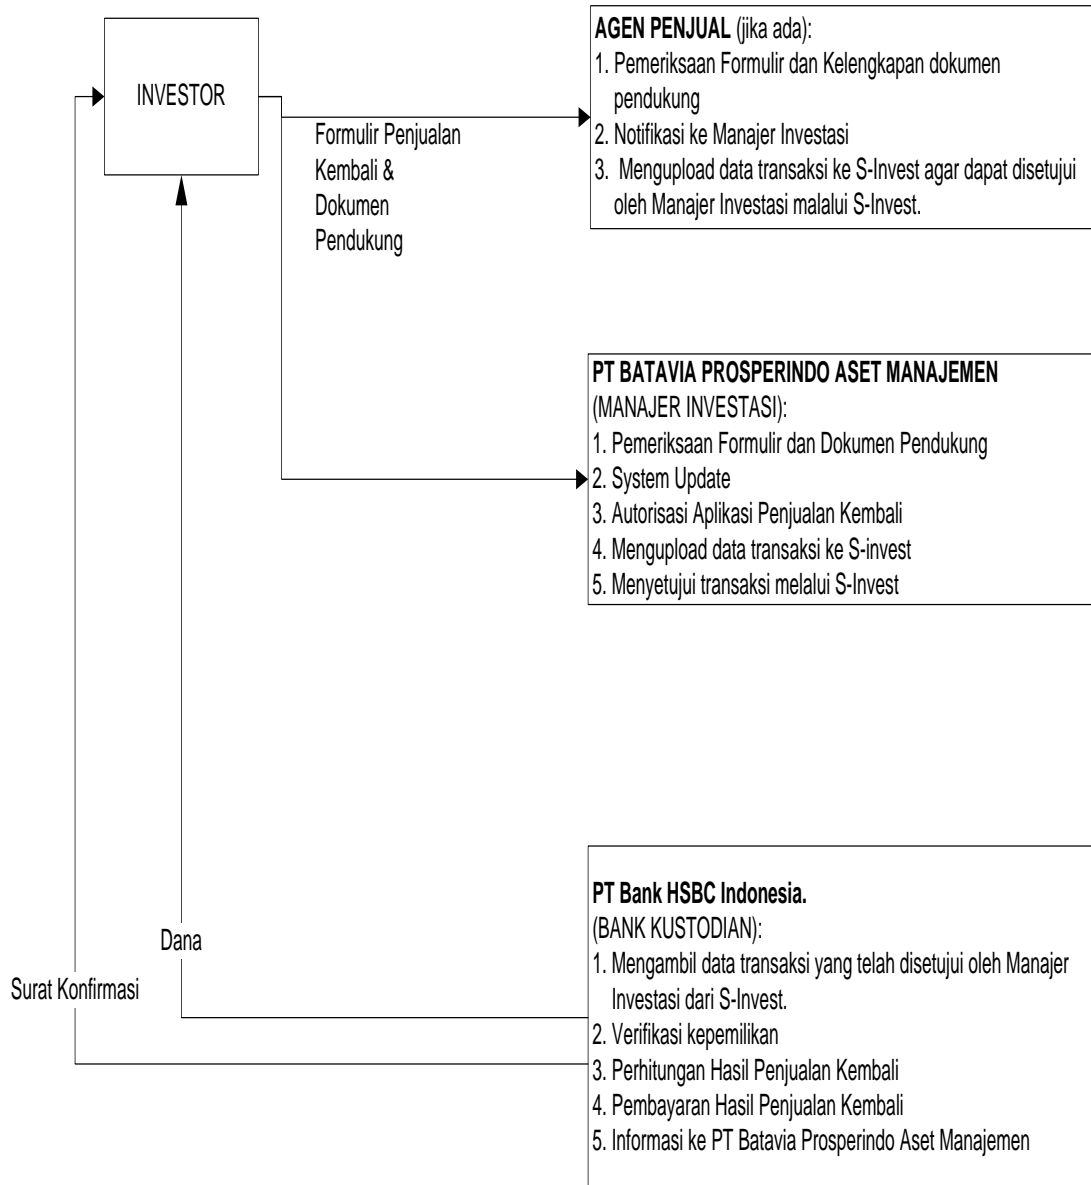 INVESTOR
Formulir Penjualan
Kembali &
Dokumen
Pendukung
AGEN PENJUAL (jika ada):
1. Pemeriksaan Formulir dan Kelengkapan dokumen
pendukung
2. Notifikasi ke Manajer Investasi
3. Mengupload data transaksi ke S-Invest agar dapat disetujui
oleh Manajer Investasi malalui S-Invest.
PT BATAVIA PROSPERINDO ASET MANAJEMEN
(MANAJER INVESTASI):
1. Pemeriksaan Formulir dan Dokumen Pendukung
2. System Update
3. Autorisasi Aplikasi Penjualan Kembali
4. Mengupload data transaksi ke S-invest
5. Menyetujui transaksi melalui S-Invest
Dana
Surat Konfirmasi
PT Bank HSBC Indonesia.
(BANK KUSTODIAN):
1. Mengambil data transaksi yang telah disetujui oleh Manajer
Investasi dari S-Invest.
2. Verifikasi kepemilikan
3. Perhitungan Hasil Penjualan Kembali
4. Pembayaran Hasil Penjualan Kembali
5. Informasi ke PT Batavia Prosperindo Aset Manajemen